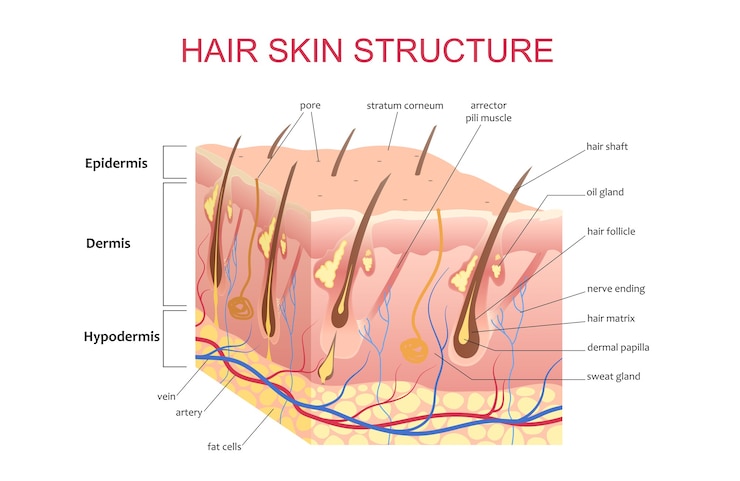 HAIR SKIN STRUCTURE
pore
stratum corneum
arrector
pili muscle
hair shaft
Epidermis
oil gland
hair follicle
Dermis
nerve ending
hair matrix
Hypodermis
dermal papilla
sweat gland
vein
artery
fat cells